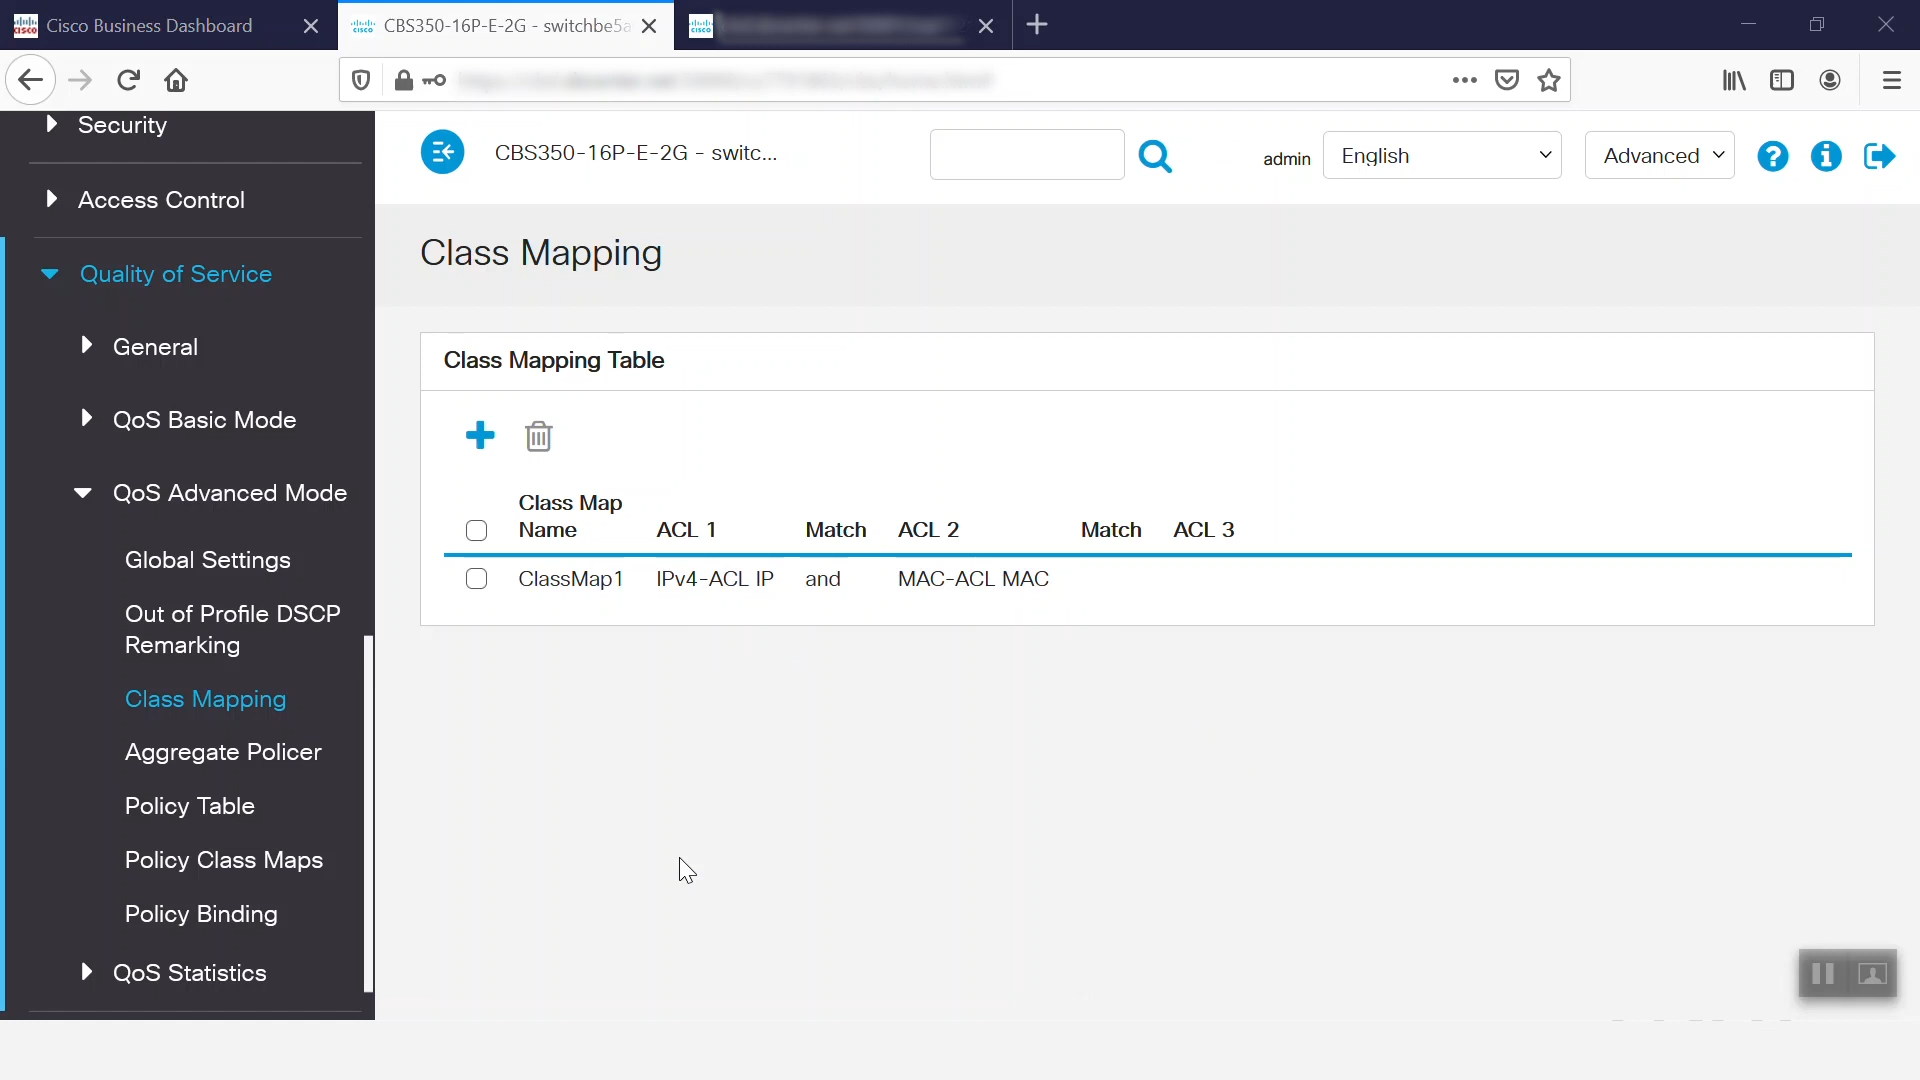 Cisco Business Dashboard
CBS350-16P-E-2G - switchbe5a
Security
Access Control
Quality of Service
General
QoS Basic Mode
QoS Advanced Mode
Global Settings
Out of Profile DSCP
Remarking
Class Mapping
Aggregate Policer
Policy Table
Policy Class Maps
Policy Binding
QoS Statistics
CBS350-16P-E-2G - switc...
admin
English
Advanced
Class Mapping
Class Mapping Table
Class Map
Name ACL 1 Match ACL 2 Match ACL 3
ClassMap1 IPv4-ACL IP and MAC-ACL MAC